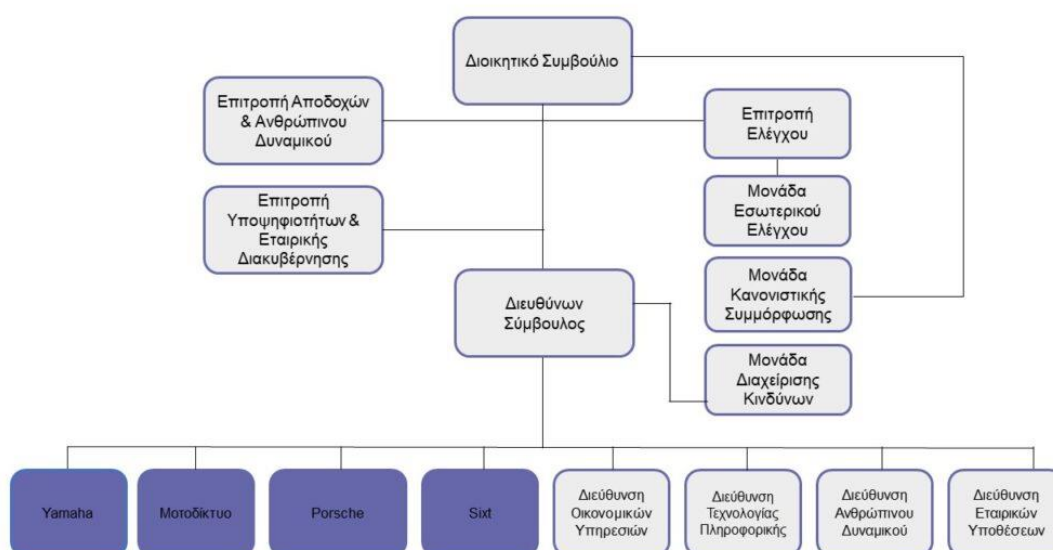 Διοικητικό Συμβούλιο
Επιτροπή Αποδοχών
& Ανθρώπινου
Δυναμικού
Επιτροπή
Ελέγχου
Επιτροπή
Υποψηφιοτήτων &
Εταιρικής
Διακυβέρνησης
Μονάδα
Εσωτερικού
Ελέγχου
Μονάδα
Κανονιστικής
Συμμόρφωσης
Διευθύνων
Σύμβουλος
Μονάδα
Διαχείρισης
Κινδύνων
Yamaha
Μοτοδίκτυο
Porsche
Sixt
Διεύθυνση
Οικονομικών
Υπηρεσιών
Διεύθυνση
Τεχνολογίας
Πληροφορικής
Διεύθυνση
Ανθρώπινου
Δυναμικού
Διεύθυνση
Εταιρικών
Υποθέσεων